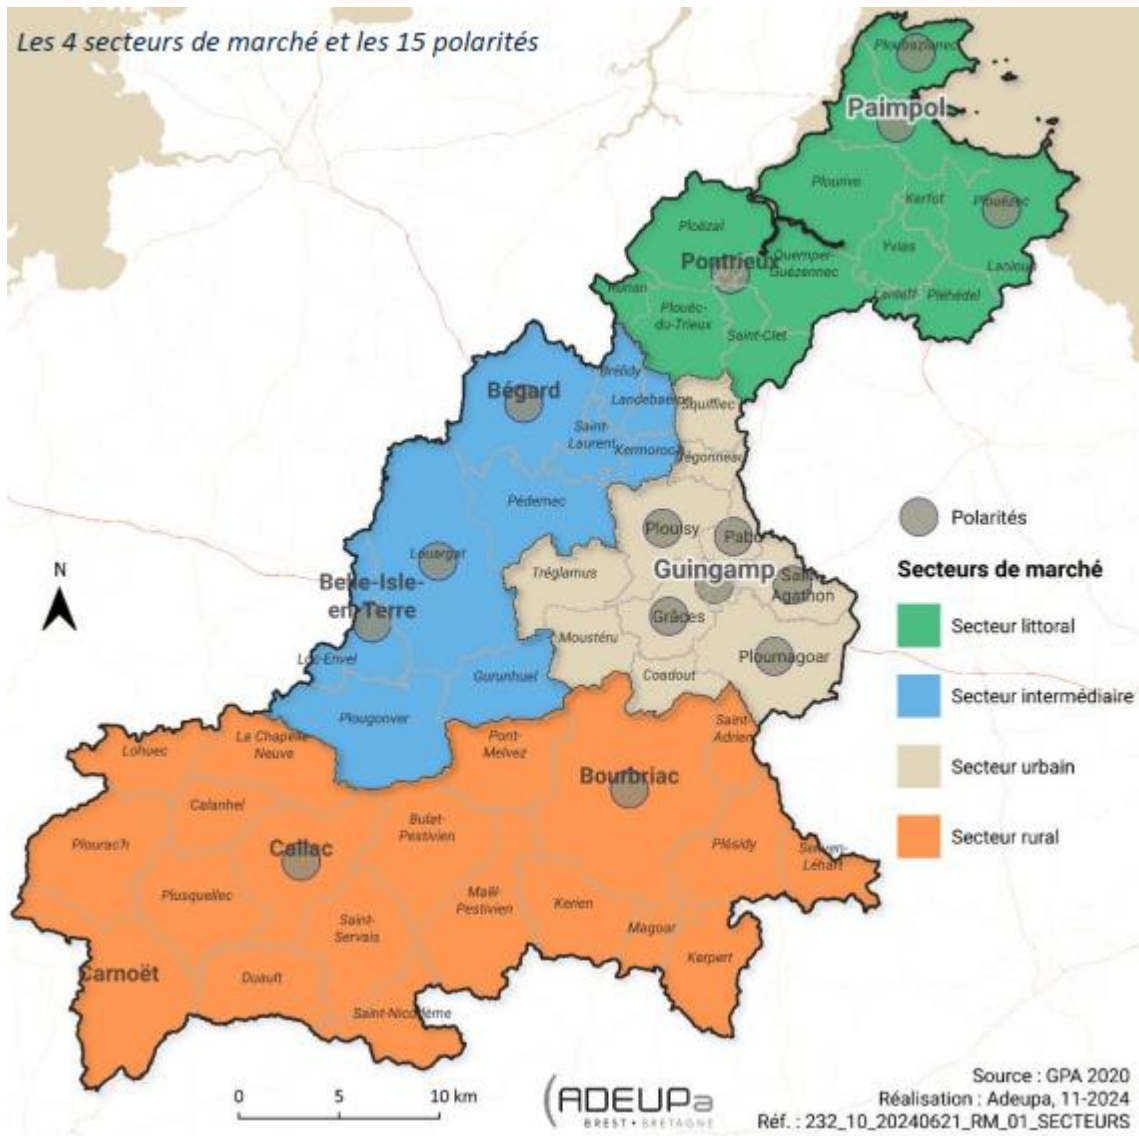 Les 4 secteurs de marché et les 15 polarités
Ploubazlanec
Paimpol
Plourivo
Kerfot
Plouézec
Ploëzal
Yvias
Quemper-
Guézennec
Pontrieux
Lanloup
Runan
Lanleff
Pléhédel
Plouëc-
du-Trieux
Saint-Clet
Brélidy
Bégard
Landebaëron
Squiffiec
Saint-
Laurent
Kermoroc'h
Trégonneau
Pédernec
Plouisy
Pabu
Louargat
Tréglamus
Guingamp
Saint-
Agathon
Belle-Isle-
en-Terre
Grâces
Moustéru
Ploumagoar
Loc-Envel
Gurunhuel
Coadout
Plougonver
Saint-
Adrien
Lohuec
La Chapelle
Neuve
Pont-
Melvez
Bourbriac
Calanhel
Bulat-
Pestivien
Plourac'h
Callac
Plésidy
Senven-
Léhart
Plusquellec
Maël-
Pestivien
Kerien
Saint-
Servais
Magoar
Kerpert
Carnoët
Duault
Saint-Nicodème
N
Polarités
Secteurs de marché
Secteur littoral
Secteur intermédiaire
Secteur urbain
Secteur rural
0 5 10 km
ADEUPa
BREST • BRETAGNE
Source : GPA 2020
Réalisation : Adeupa, 11-2024
Réf. : 232_10_20240621_RM_01_SECTEURS